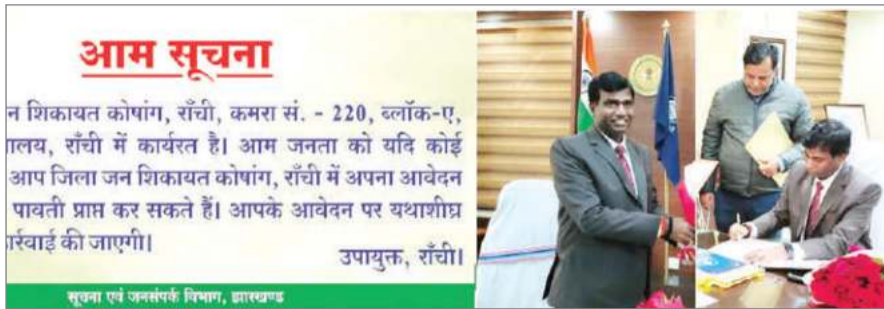 आम सूचना
न शिकायत कोषांग, राँची, कमरा सं. - 220, ब्लॉक-ए,
ालय, राँची में कार्यरत है। आम जनता को यदि कोई
आप जिला जन शिकायत कोषांग, राँची में अपना आवेदन
पावती प्राप्त कर सकते हैं। आपके आवेदन पर यथाशीघ्र
कार्रवाई की जाएगी।
उपायुक्त, राँची।
सूचना एवं जनसंपर्क विभाग, झारखण्ड